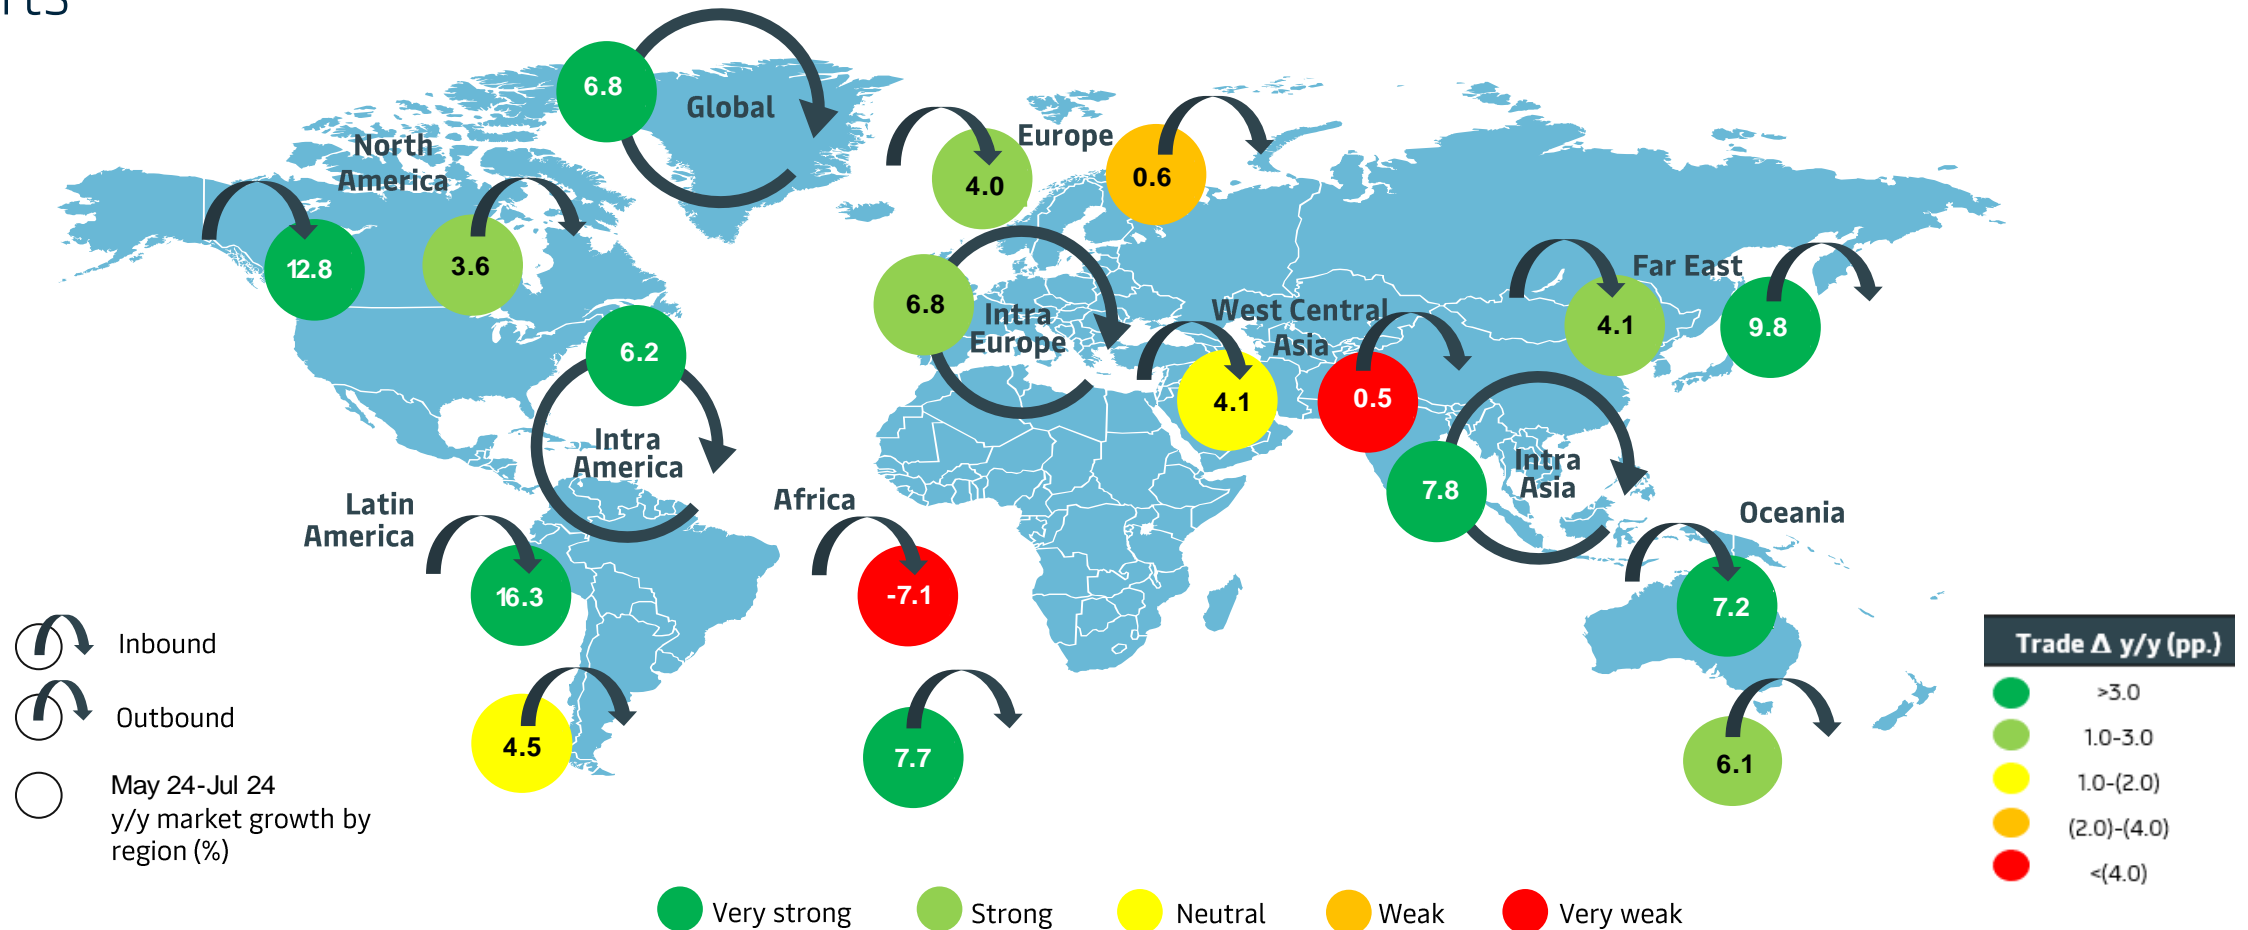 6.8
Global
North
America
12.8
3.6
4.0
Europe
0.6
6.8
Intra
Europe
West Central
Asia
4.1
0.5
Far East
4.1
9.8
6.2
Intra
America
7.8
Intra
Asia
Latin
America
16.3
4.5
Africa
-7.1
7.7
Oceania
7.2
6.1
Inbound
Outbound
May 24-Jul 24
y/y market growth by
region (%)
Trade Δ y/y (pp.)
>3.0
1.0-3.0
1.0-(2.0)
(2.0)-(4.0)
<(4.0)
Very strong
Strong
Neutral
Weak
Very weak